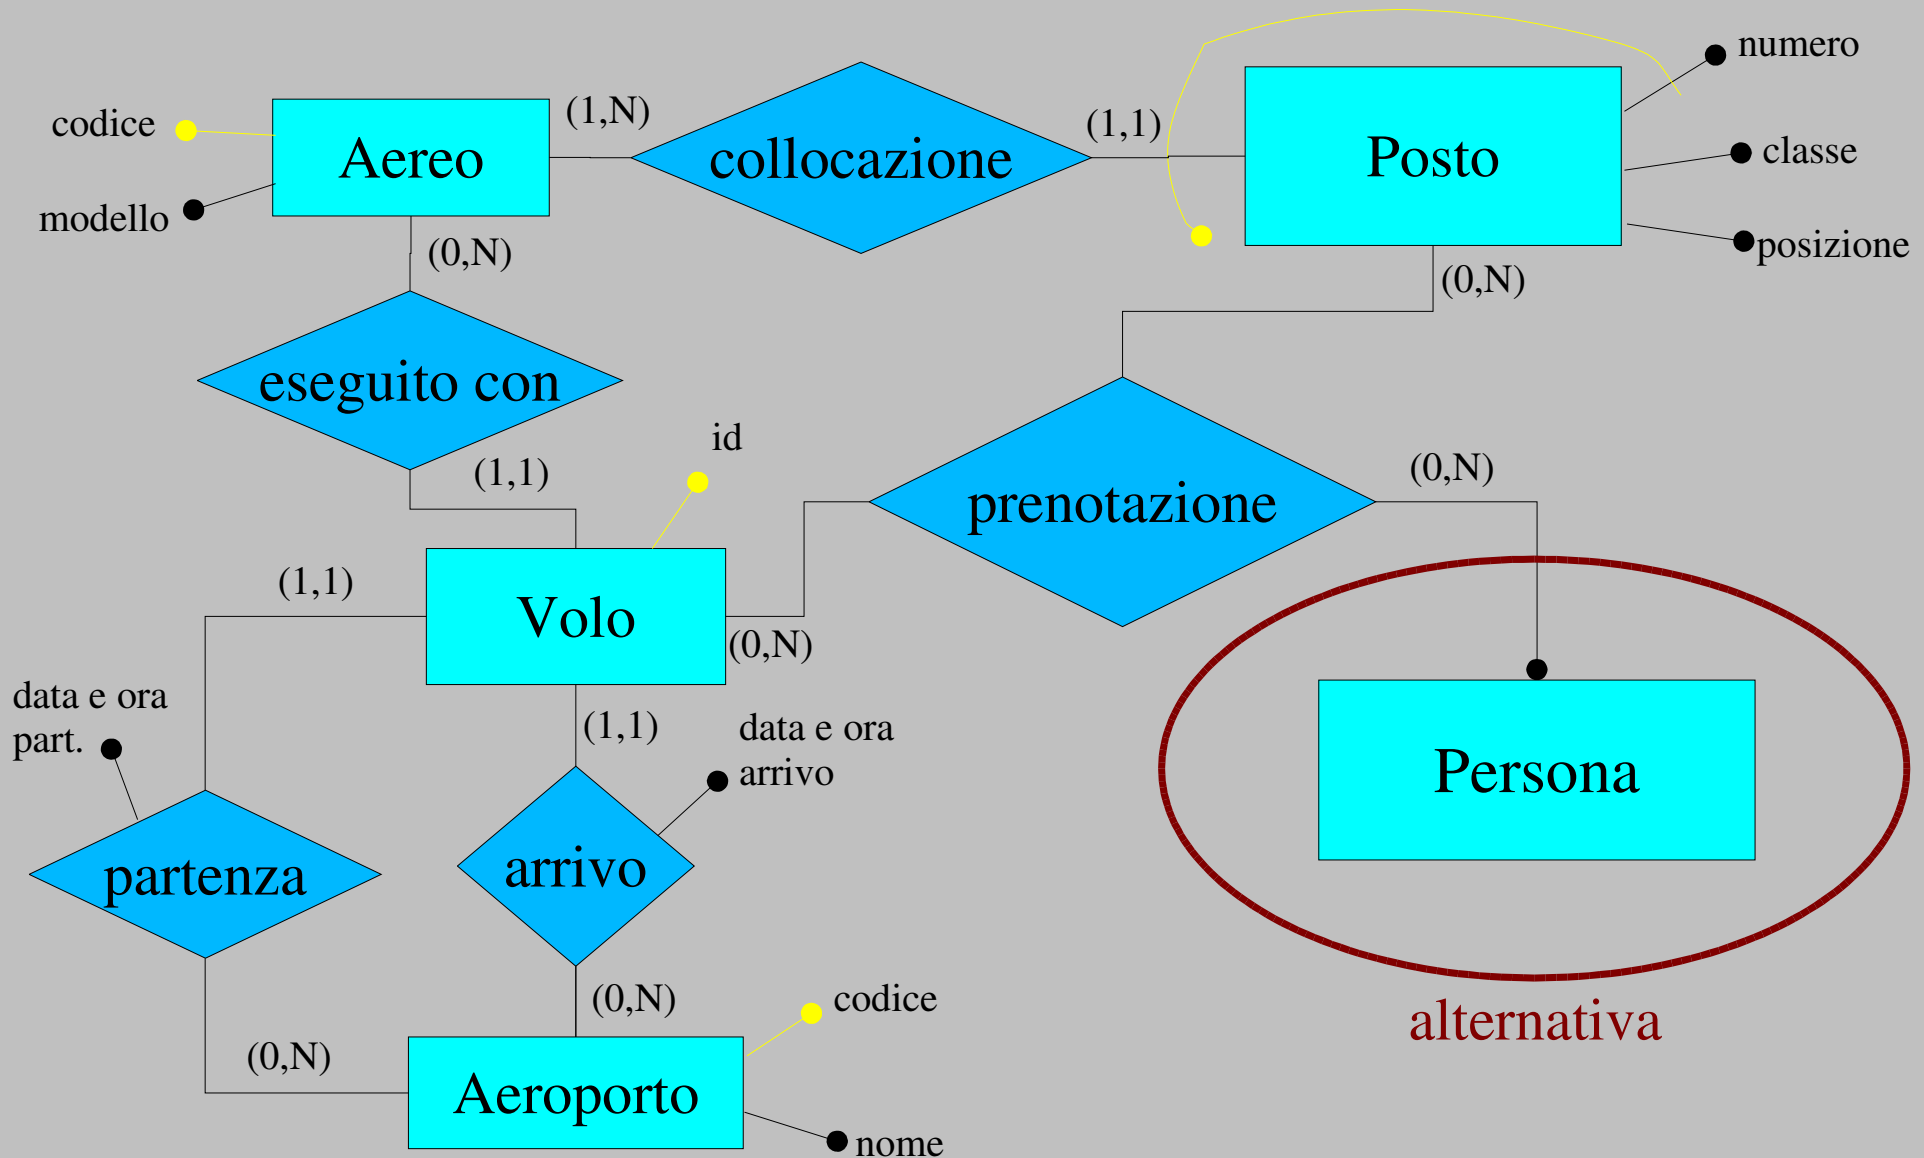 numero
codice
(1,N)
(1,1)
Aereo
collocazione
Posto
classe
modello
(0,N)
(0,N)
posizione
eseguito con
id
(1,1)
(0,N)
prenotazione
(1,1)
Volo
(0,N)
data e ora
part.
(1,1)
data e ora
arrivo
Persona
partenza
arrivo
(0,N)
codice
alternativa
(0,N)
Aeroporto
nome